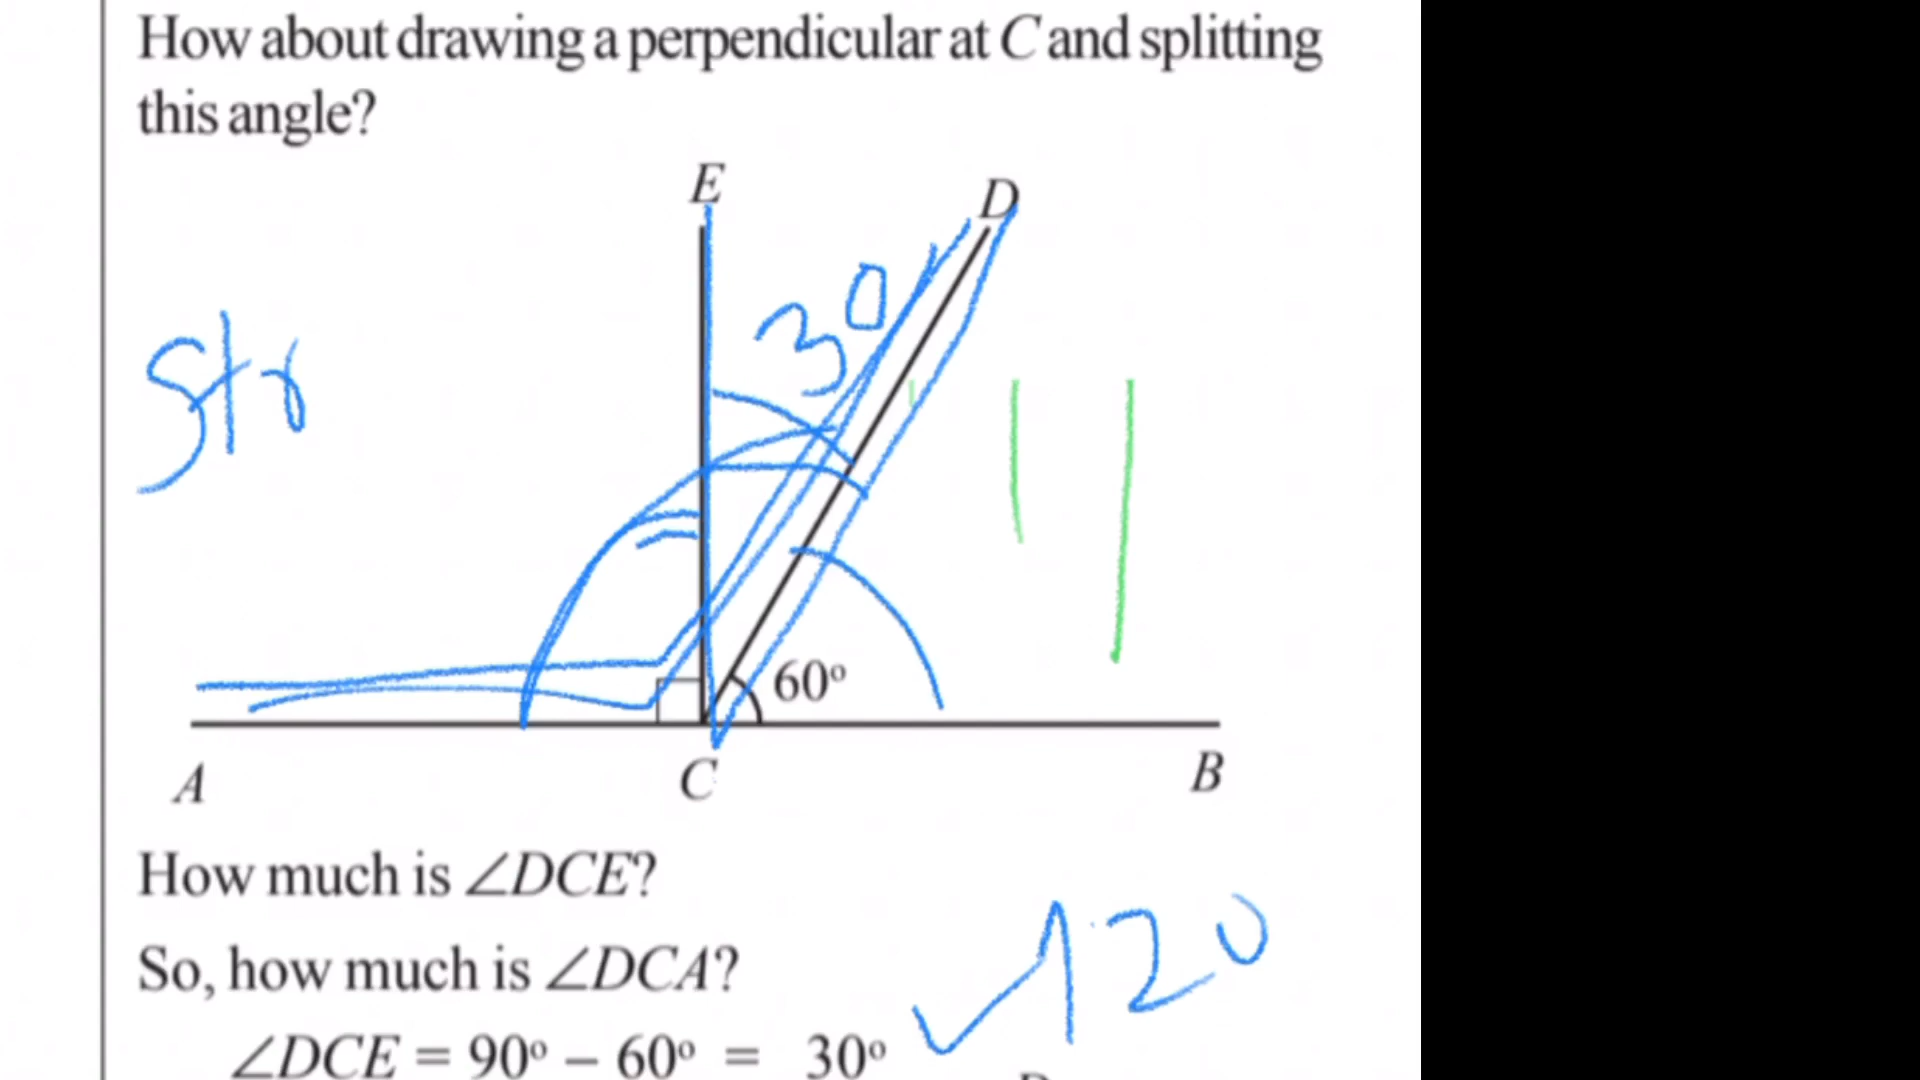 How about drawing a perpendicular at C and splitting
this angle?
E
D
30
Str
60°
A
C
B
How much is ∠DCE?
So, how much is ∠DCA?
120
∠DCE = 90° – 60° = 30°